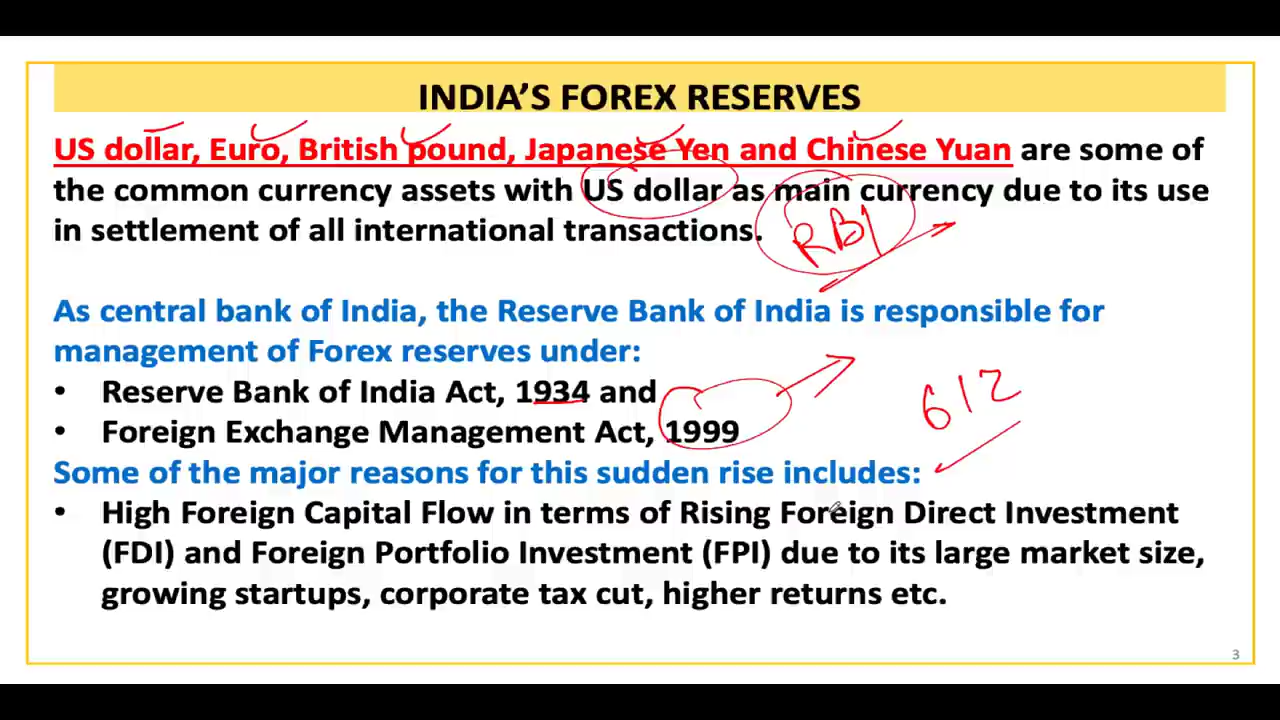 INDIA'S FOREX RESERVES
US dollar, Euro, British pound, Japanese Yen and Chinese Yuan are some of
the common currency assets with US dollar as main currency due to its use
in settlement of all international transactions.
RBI
As central bank of India, the Reserve Bank of India is responsible for
management of Forex reserves under:
• Reserve Bank of India Act, 1934 and
• Foreign Exchange Management Act, 1999
612
Some of the major reasons for this sudden rise includes:
• High Foreign Capital Flow in terms of Rising Foreign Direct Investment
(FDI) and Foreign Portfolio Investment (FPI) due to its large market size,
growing startups, corporate tax cut, higher returns etc.
3